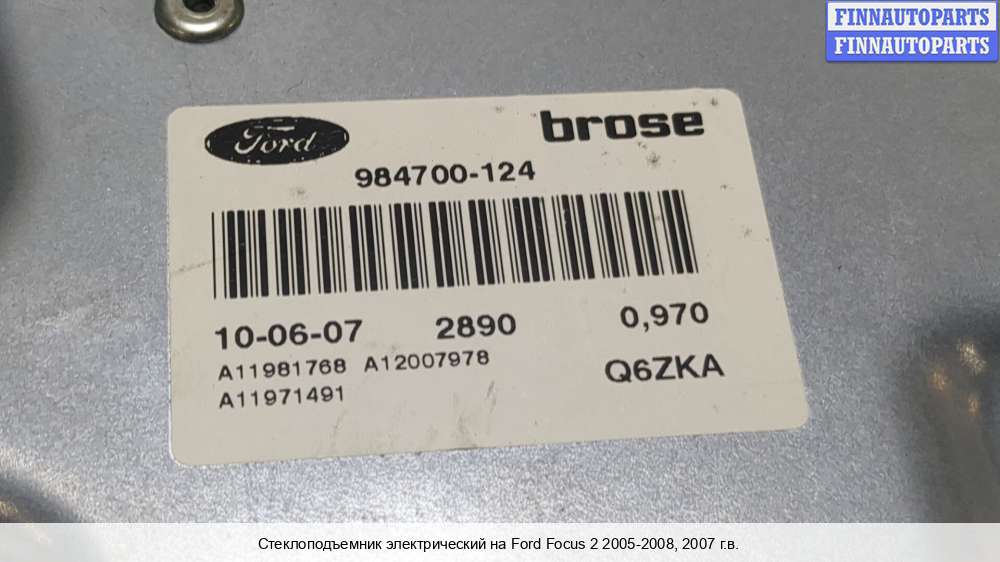 FINNAUTOPARTS
FINNAUTOPARTS
Ford
brose
984700-124
10-06-07 2890 0,970
A11981768 A12007978
Q6ZKA
A11971491
Стеклоподъемник электрический на Ford Focus 2 2005-2008, 2007 г.в.